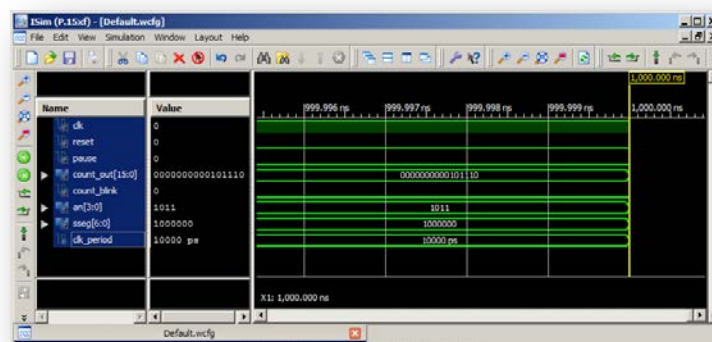 ISim (P.15xf) - [Default.wcfg]
File Edit View Simulation Window Layout Help
1,000.000 ns
Name Value
999.996 ns 999.997 ns 999.998 ns 999.999 ns 1,000.000 ns
clk 0
reset 0
pause 0
count_out[15:0] 0000000000101110 0000000000101110
count_blink 0
an[3:0] 1011 1011
sseg[6:0] 1000000 1000000
clk_period 10000 ps 10000 ps
X1: 1,000.000 ns
Default.wcfg